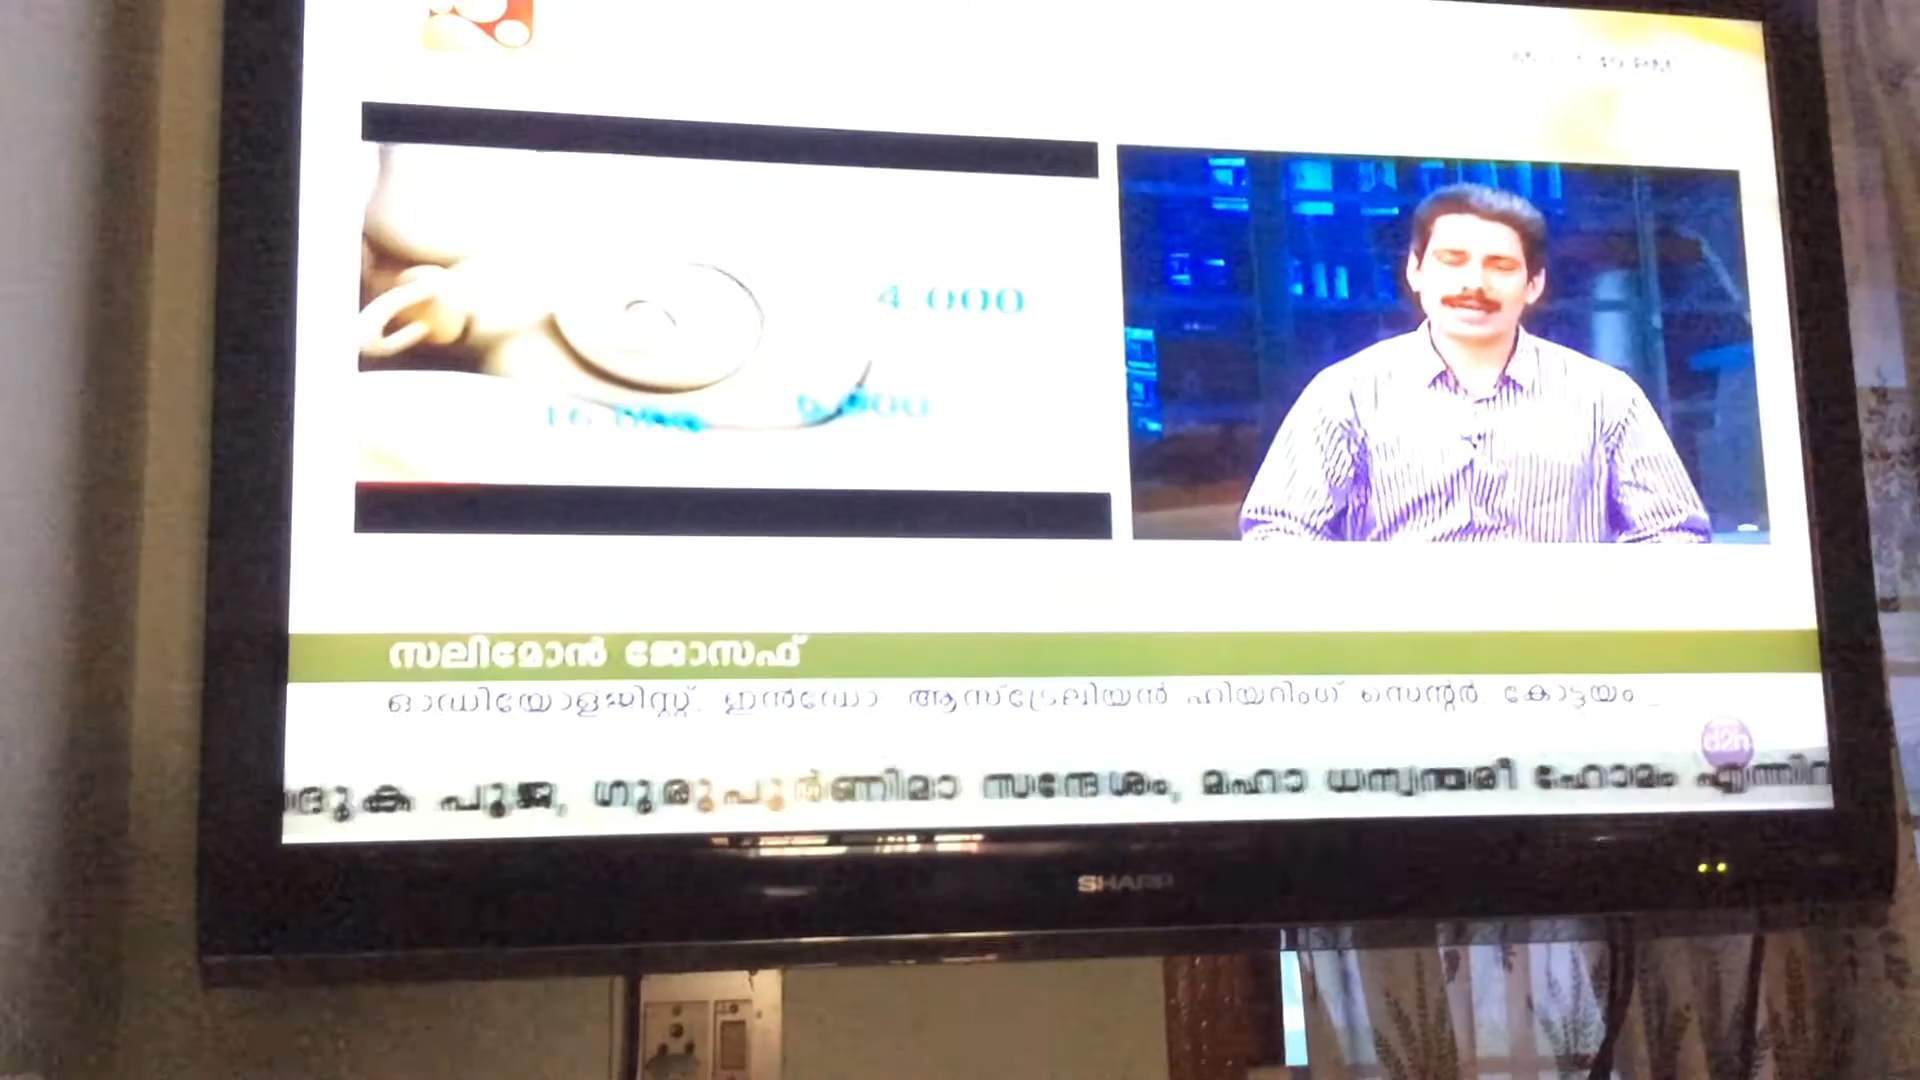 4.000
സലിമോൻ ജോസഫ്
ഓഡിയോളജിസ്റ്റ്, ഇൻഡോ ആസ്ട്രേലിയൻ ഹിയറിംഗ് സെന്റർ, കോട്ടയം
d2h
പൂജ, ഗുരുപൂർണിമാ സന്ദേശം, മഹാ ധന്വന്തരീ ഹോമം
SHARP